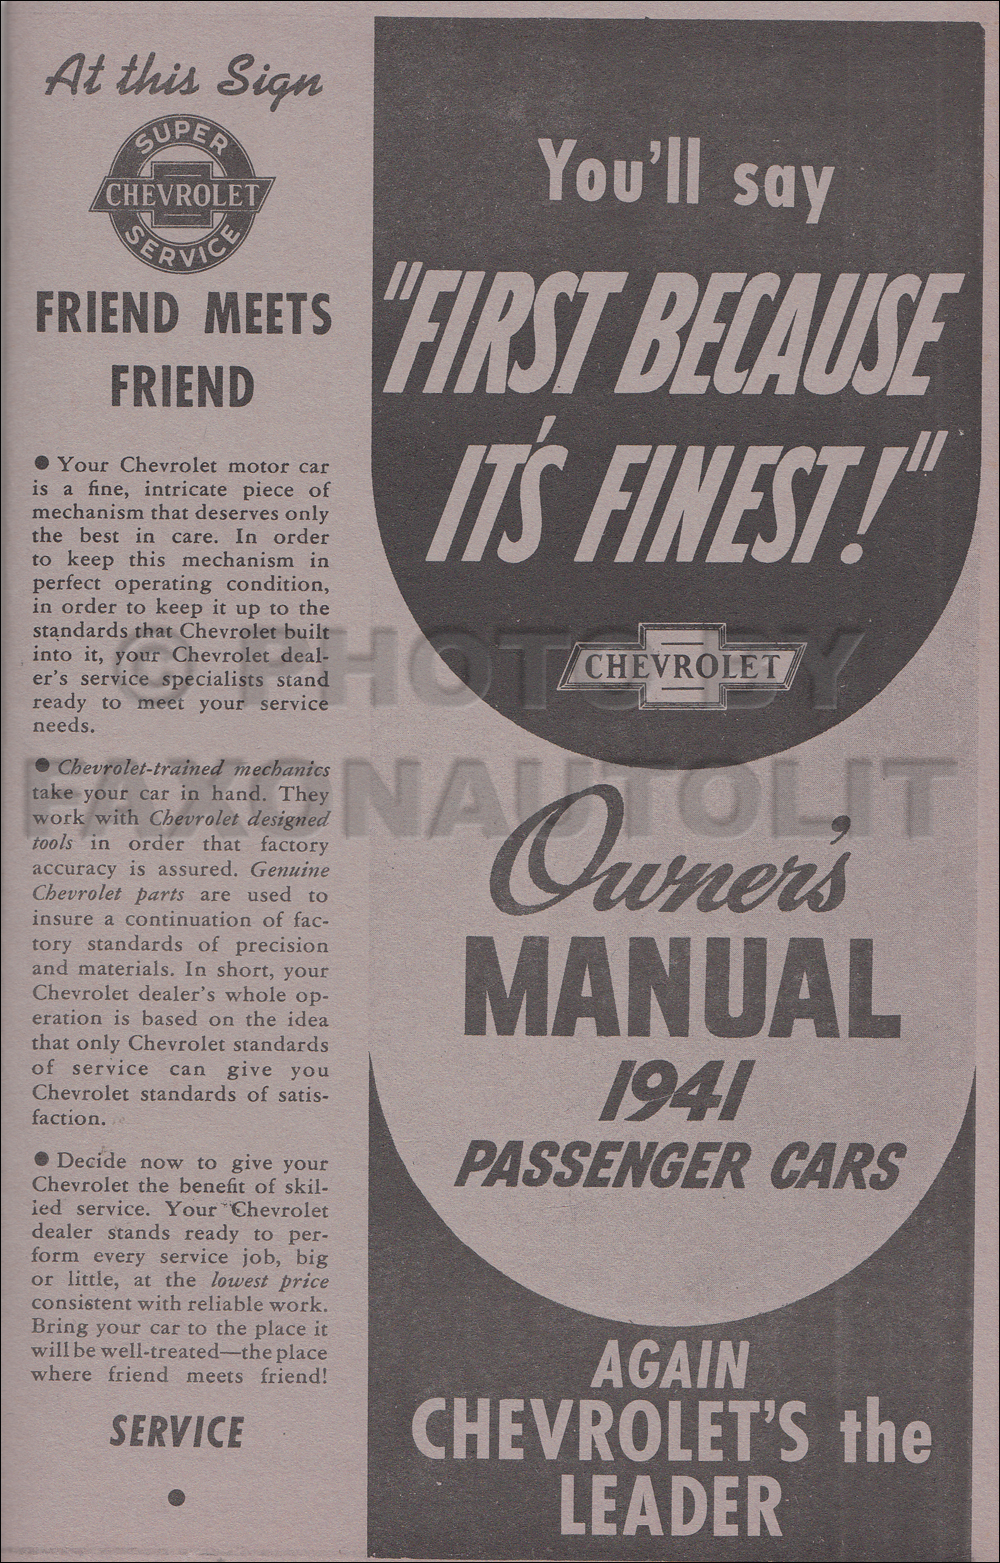 At this Sign
SUPER
CHEVROLET
SERVICE
FRIEND MEETS
FRIEND
● Your Chevrolet motor car
is a fine, intricate piece of
mechanism that deserves only
the best in care. In order
to keep this mechanism in
perfect operating condition,
in order to keep it up to the
standards that Chevrolet built
into it, your Chevrolet deal-
er's service specialists stand
ready to meet your service
needs.
● Chevrolet-trained mechanics
take your car in hand. They
work with Chevrolet designed
tools in order that factory
accuracy is assured. Genuine
Chevrolet parts are used to
insure a continuation of fac-
tory standards of precision
and materials. In short, your
Chevrolet dealer's whole op-
eration is based on the idea
that only Chevrolet standards
of service can give you
Chevrolet standards of satis-
faction.
● Decide now to give your
Chevrolet the benefit of skil-
ied service. Your Chevrolet
dealer stands ready to per-
form every service job, big
or little, at the lowest price
consistent with reliable work.
Bring your car to the place it
will be well-treated—the place
where friend meets friend!
SERVICE
●
You'll say
"FIRST BECAUSE
IT'S FINEST!"
CHEVROLET
Owner's
MANUAL
1941
PASSENGER CARS
AGAIN
CHEVROLET'S the
LEADER
© PHOTO BY
FAXONAUTOLIT